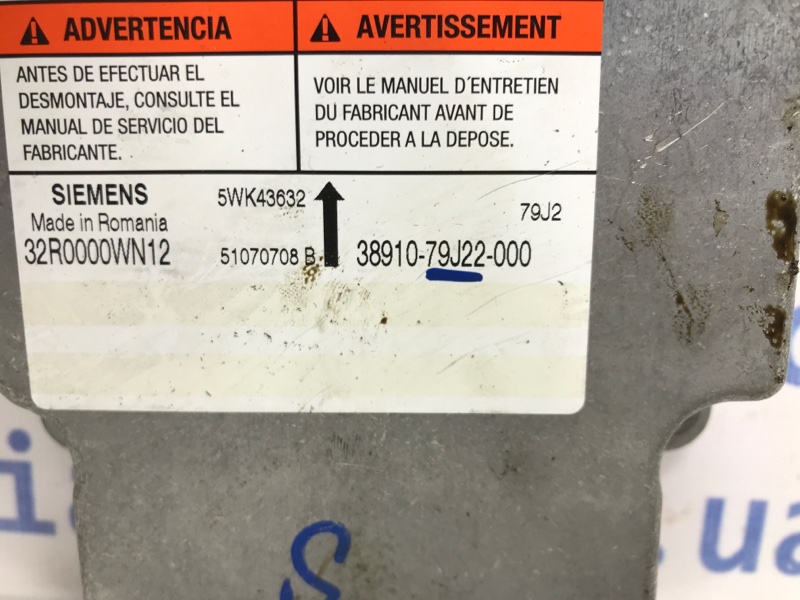 ADVERTENCIA
ANTES DE EFECTUAR EL
DESMONTAJE, CONSULTE EL
MANUAL DE SERVICIO DEL
FABRICANTE.
AVERTISSEMENT
VOIR LE MANUEL D´ENTRETIEN
DU FABRICANT AVANT DE
PROCEDER A LA DEPOSE.
SIEMENS
Made in Romania
32R0000WN12
5WK43632
51070708 B
79J2
38910-79J22-000
S
ua